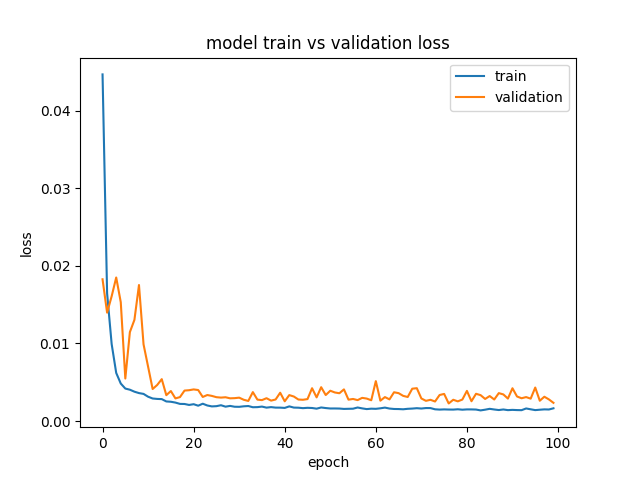 model train vs validation loss
train
validation
0.04
0.03
0.02
0.01
0.00
loss
0 20 40 60 80 100
epoch